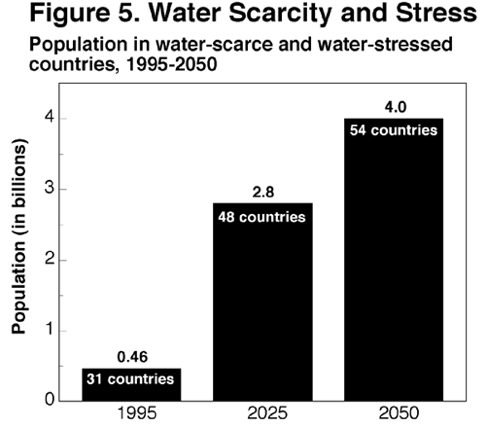 Figure 5. Water Scarcity and Stress
Population in water-scarce and water-stressed
countries, 1995-2050
Population (in billions)
4
3
2
1
0
4.0
54 countries
2.8
48 countries
0.46
31 countries
1995 2025 2050